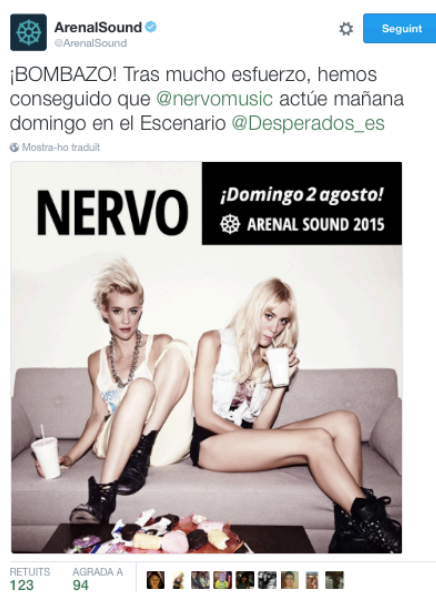 ArenalSound
@ArenalSound
Seguint
¡BOMBAZO! Tras mucho esfuerzo, hemos
conseguido que @nervomusic actúe mañana
domingo en el Escenario @Desperados_es
Mostra-ho traduït
NERVO
¡Domingo 2 agosto!
ARENAL SOUND 2015
RETUITS
123
AGRADA A
94